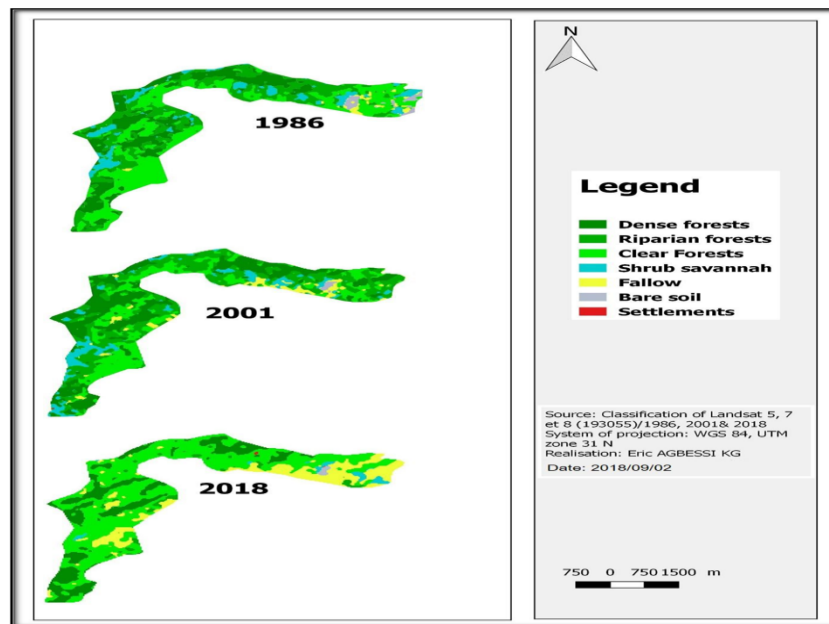 1986
2001
2018
N
Legend
Dense forests
Riparian forests
Clear Forests
Shrub savannah
Fallow
Bare soil
Settlements
Source: Classification of Landsat 5, 7
et 8 (193055)/1986, 2001& 2018
System of projection: WGS 84, UTM
zone 31 N
Realisation: Eric AGBESSI KG
Date: 2018/09/02
750 0 750 1500 m